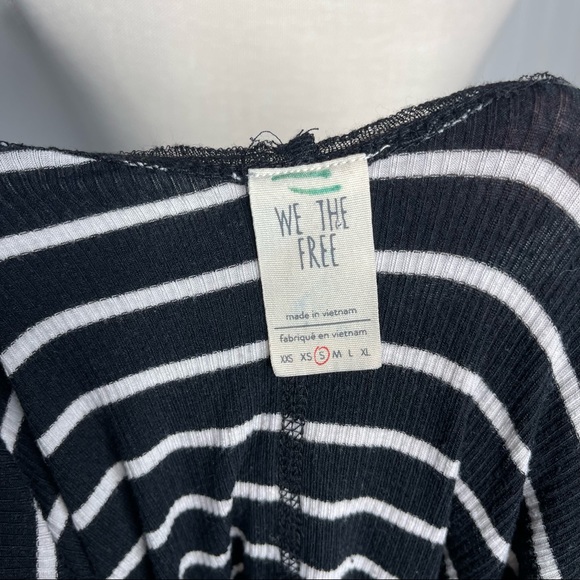 WE THE
FREE
made in vietnam
fabriqué en vietnam
XXS XS S M L XL